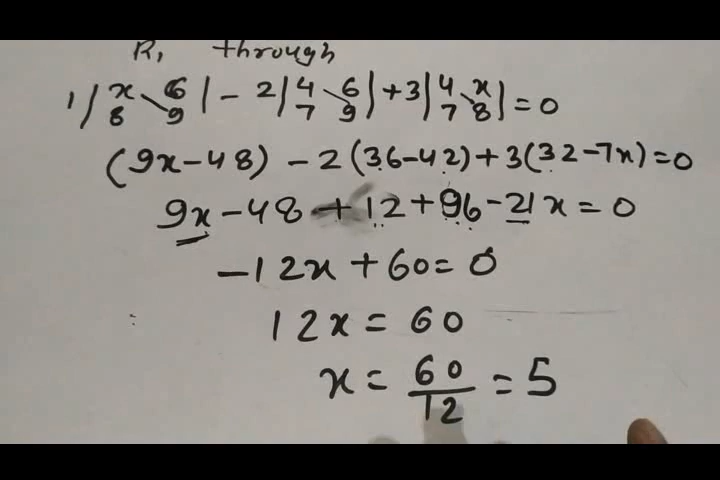 R₁ through
1|x 6 8 9| - 2|4 6 7 9| + 3|4 x 7 8| = 0
(9x-48) - 2(36-42) + 3(32-7x) = 0
9x - 48 + 12 + 96 - 21x = 0
-12x + 60 = 0
12x = 60
x = 60/12 = 5